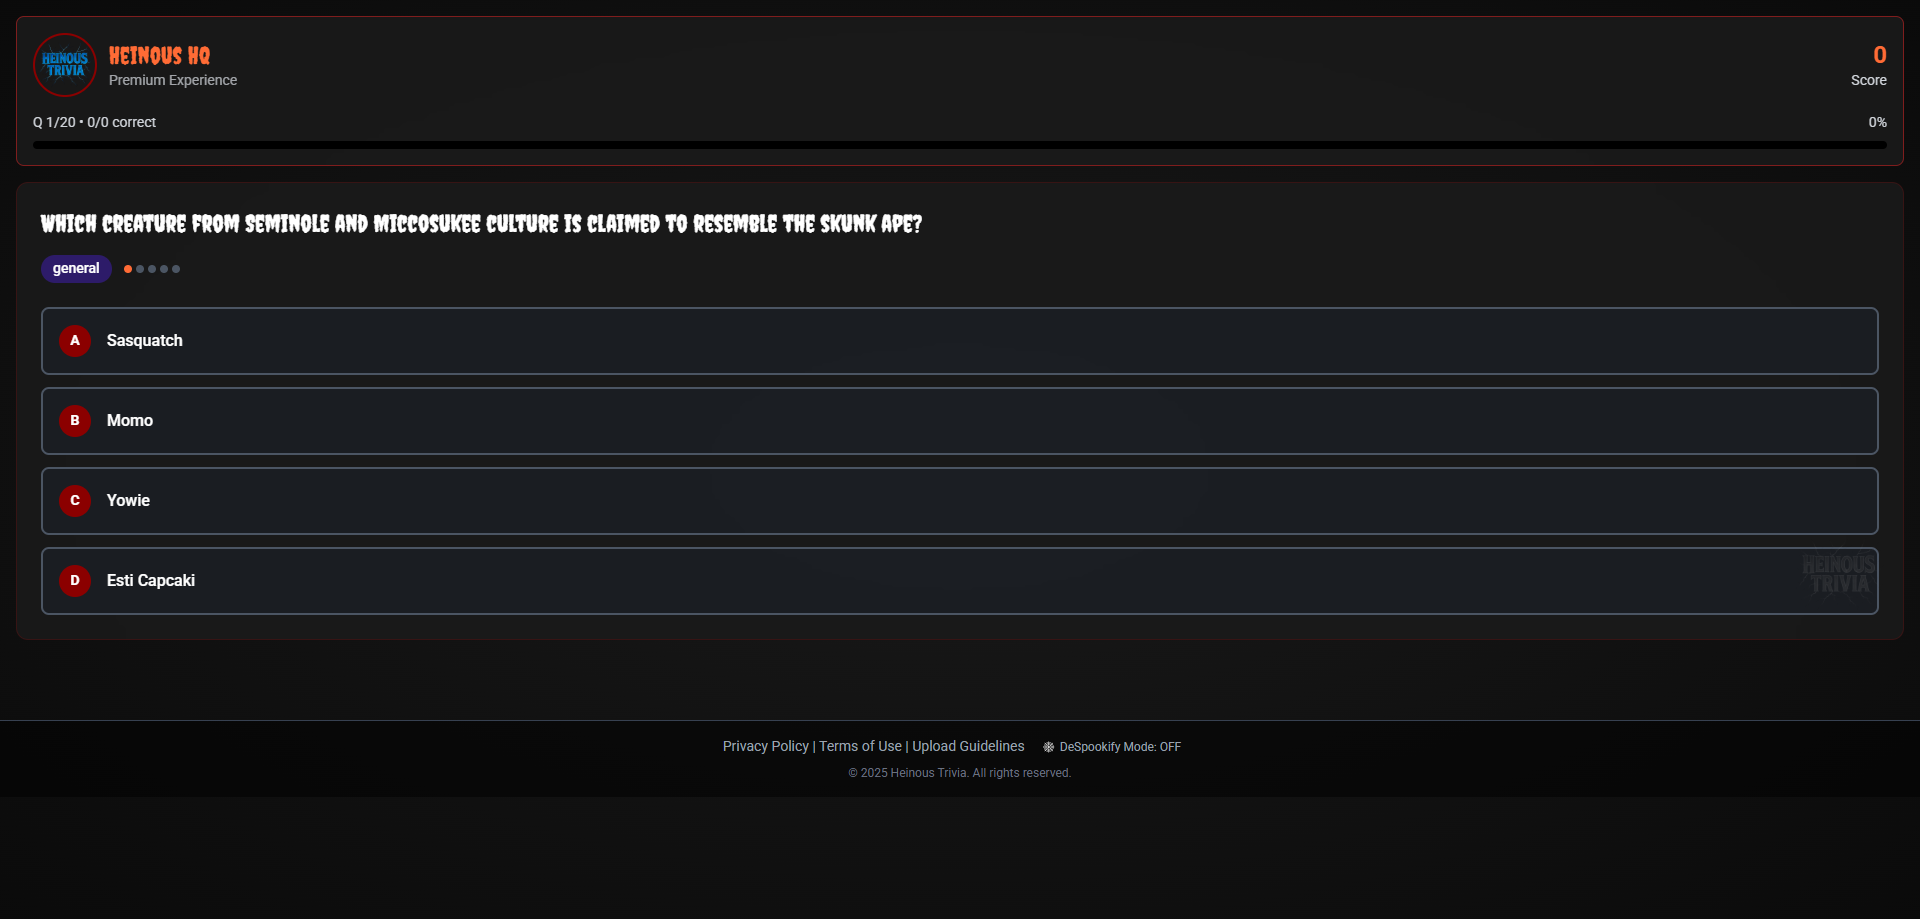 HEINOUS
TRIVIA
HEINOUS HQ
Premium Experience
0
Score
Q 1/20 • 0/0 correct
0%
WHICH CREATURE FROM SEMINOLE AND MICCOSUKEE CULTURE IS CLAIMED TO RESEMBLE THE SKUNK APE?
general
A Sasquatch
B Momo
C Yowie
D Esti Capcaki
HEINOUS
TRIVIA
Privacy Policy | Terms of Use | Upload Guidelines DeSpookify Mode: OFF
© 2025 Heinous Trivia. All rights reserved.